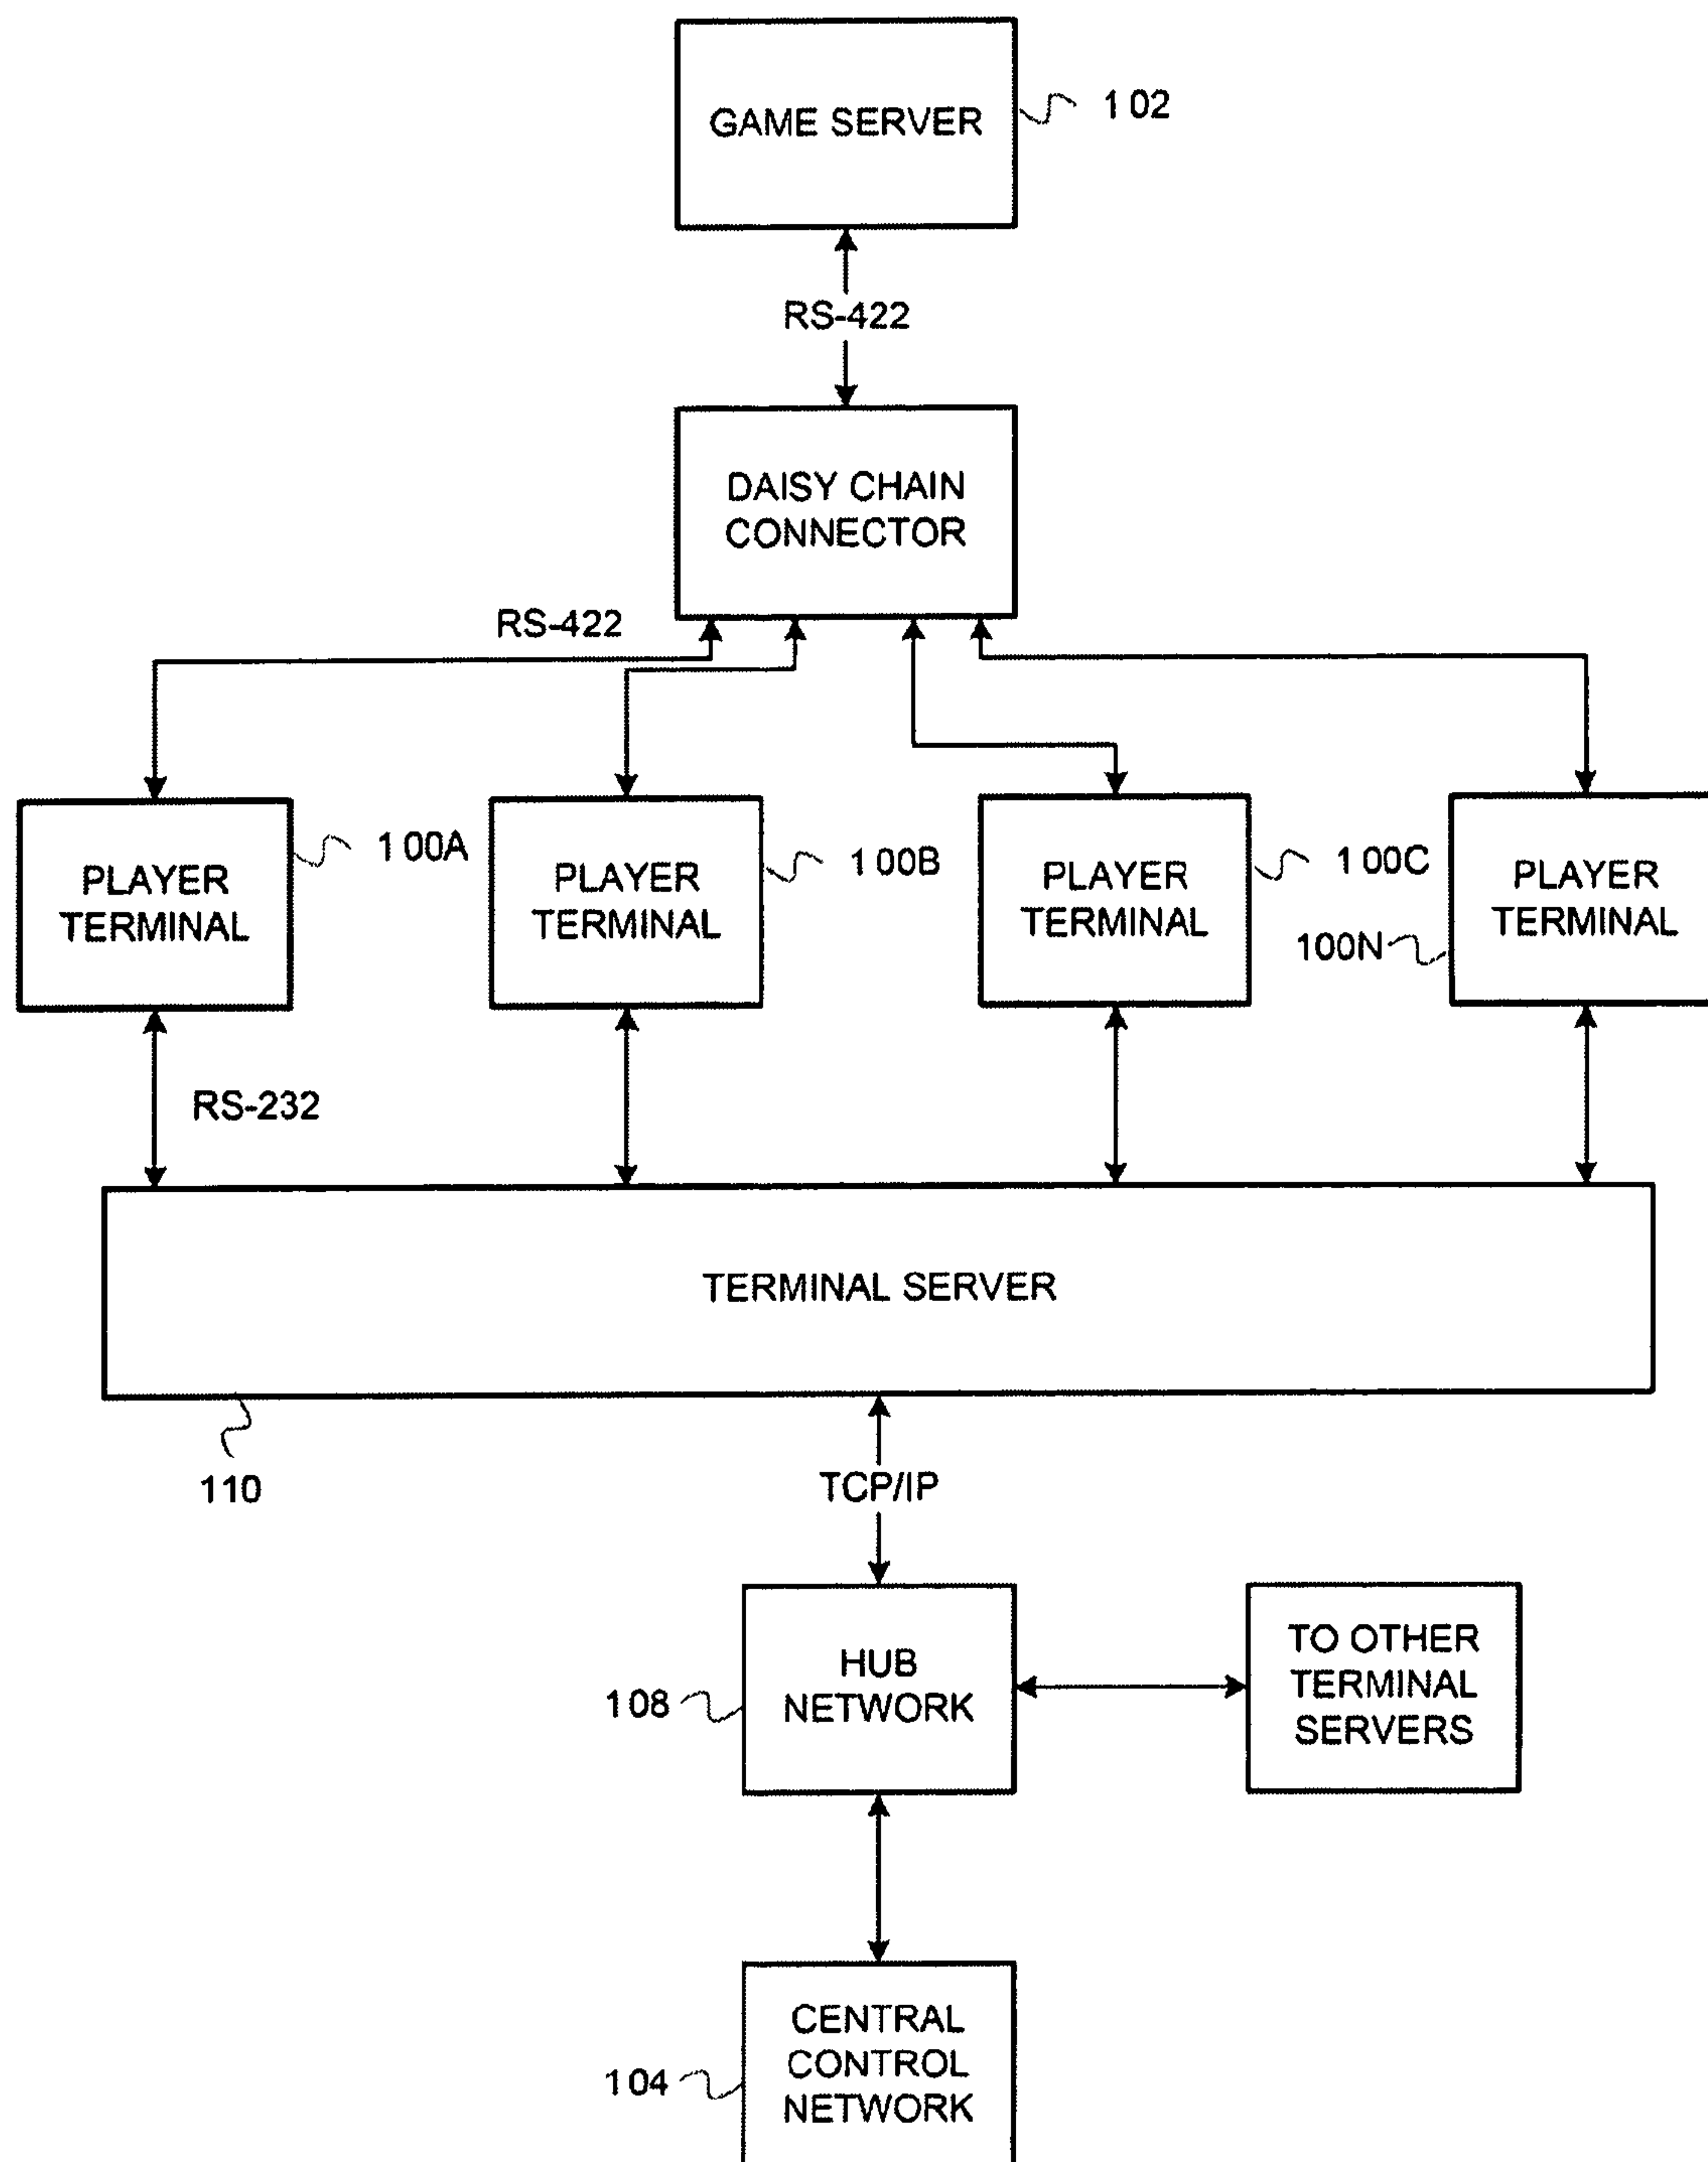 GAME SERVER
102
RS-422
DAISY CHAIN
CONNECTOR
RS-422
PLAYER
TERMINAL
100A
PLAYER
TERMINAL
100B
PLAYER
TERMINAL
100C
PLAYER
TERMINAL
100N
RS-232
TERMINAL SERVER
110
TCP/IP
HUB
NETWORK
108
TO OTHER
TERMINAL
SERVERS
CENTRAL
CONTROL
NETWORK
104